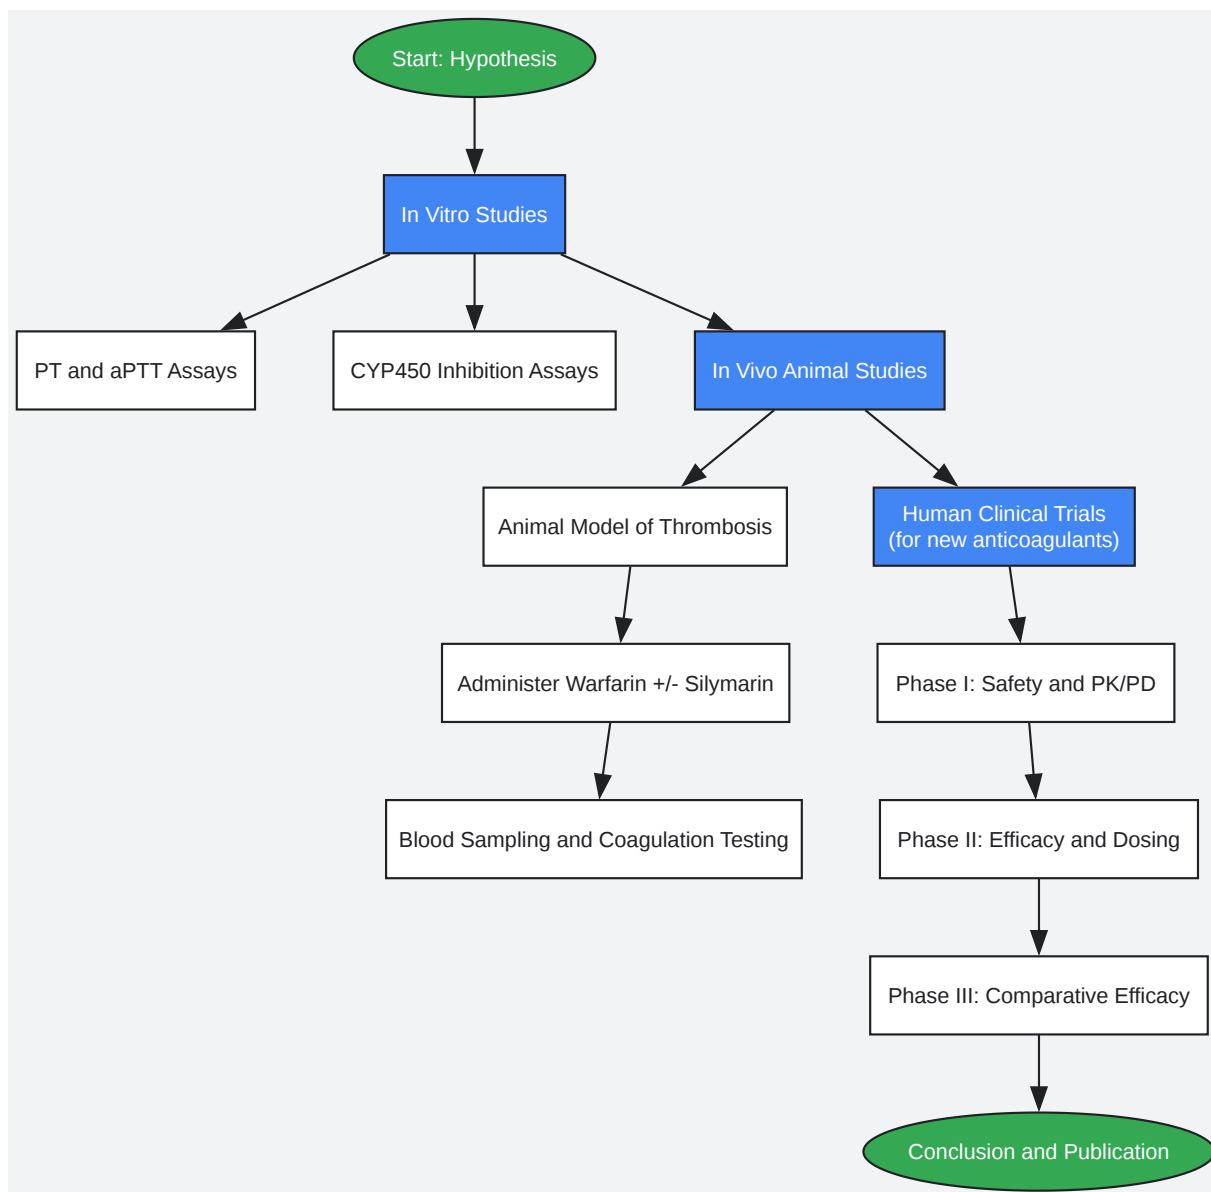 Start: Hypothesis
In Vitro Studies
PT and aPTT Assays
CYP450 Inhibition Assays
In Vivo Animal Studies
Animal Model of Thrombosis
Human Clinical Trials
(for new anticoagulants)
Administer Warfarin +/- Silymarin
Phase I: Safety and PK/PD
Blood Sampling and Coagulation Testing
Phase II: Efficacy and Dosing
Phase III: Comparative Efficacy
Conclusion and Publication